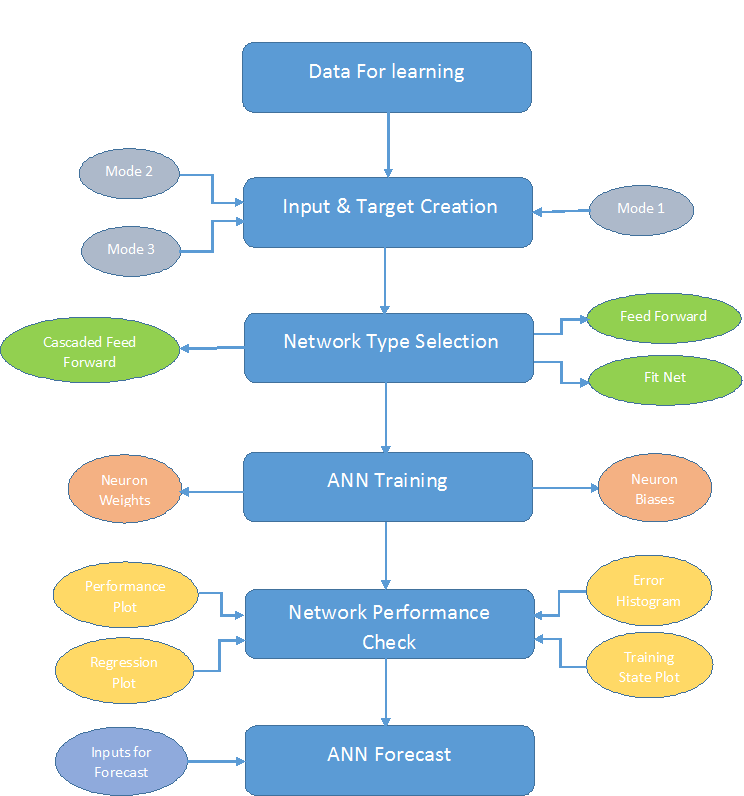 Data For learning
Mode 2
Input & Target Creation
Mode 1
Mode 3
Feed Forward
Cascaded Feed
Forward
Network Type Selection
Fit Net
Neuron
Weights
ANN Training
Neuron
Biases
Performance
Plot
Error
Histogram
Network Performance
Check
Regression
Plot
Training
State Plot
Inputs for
Forecast
ANN Forecast